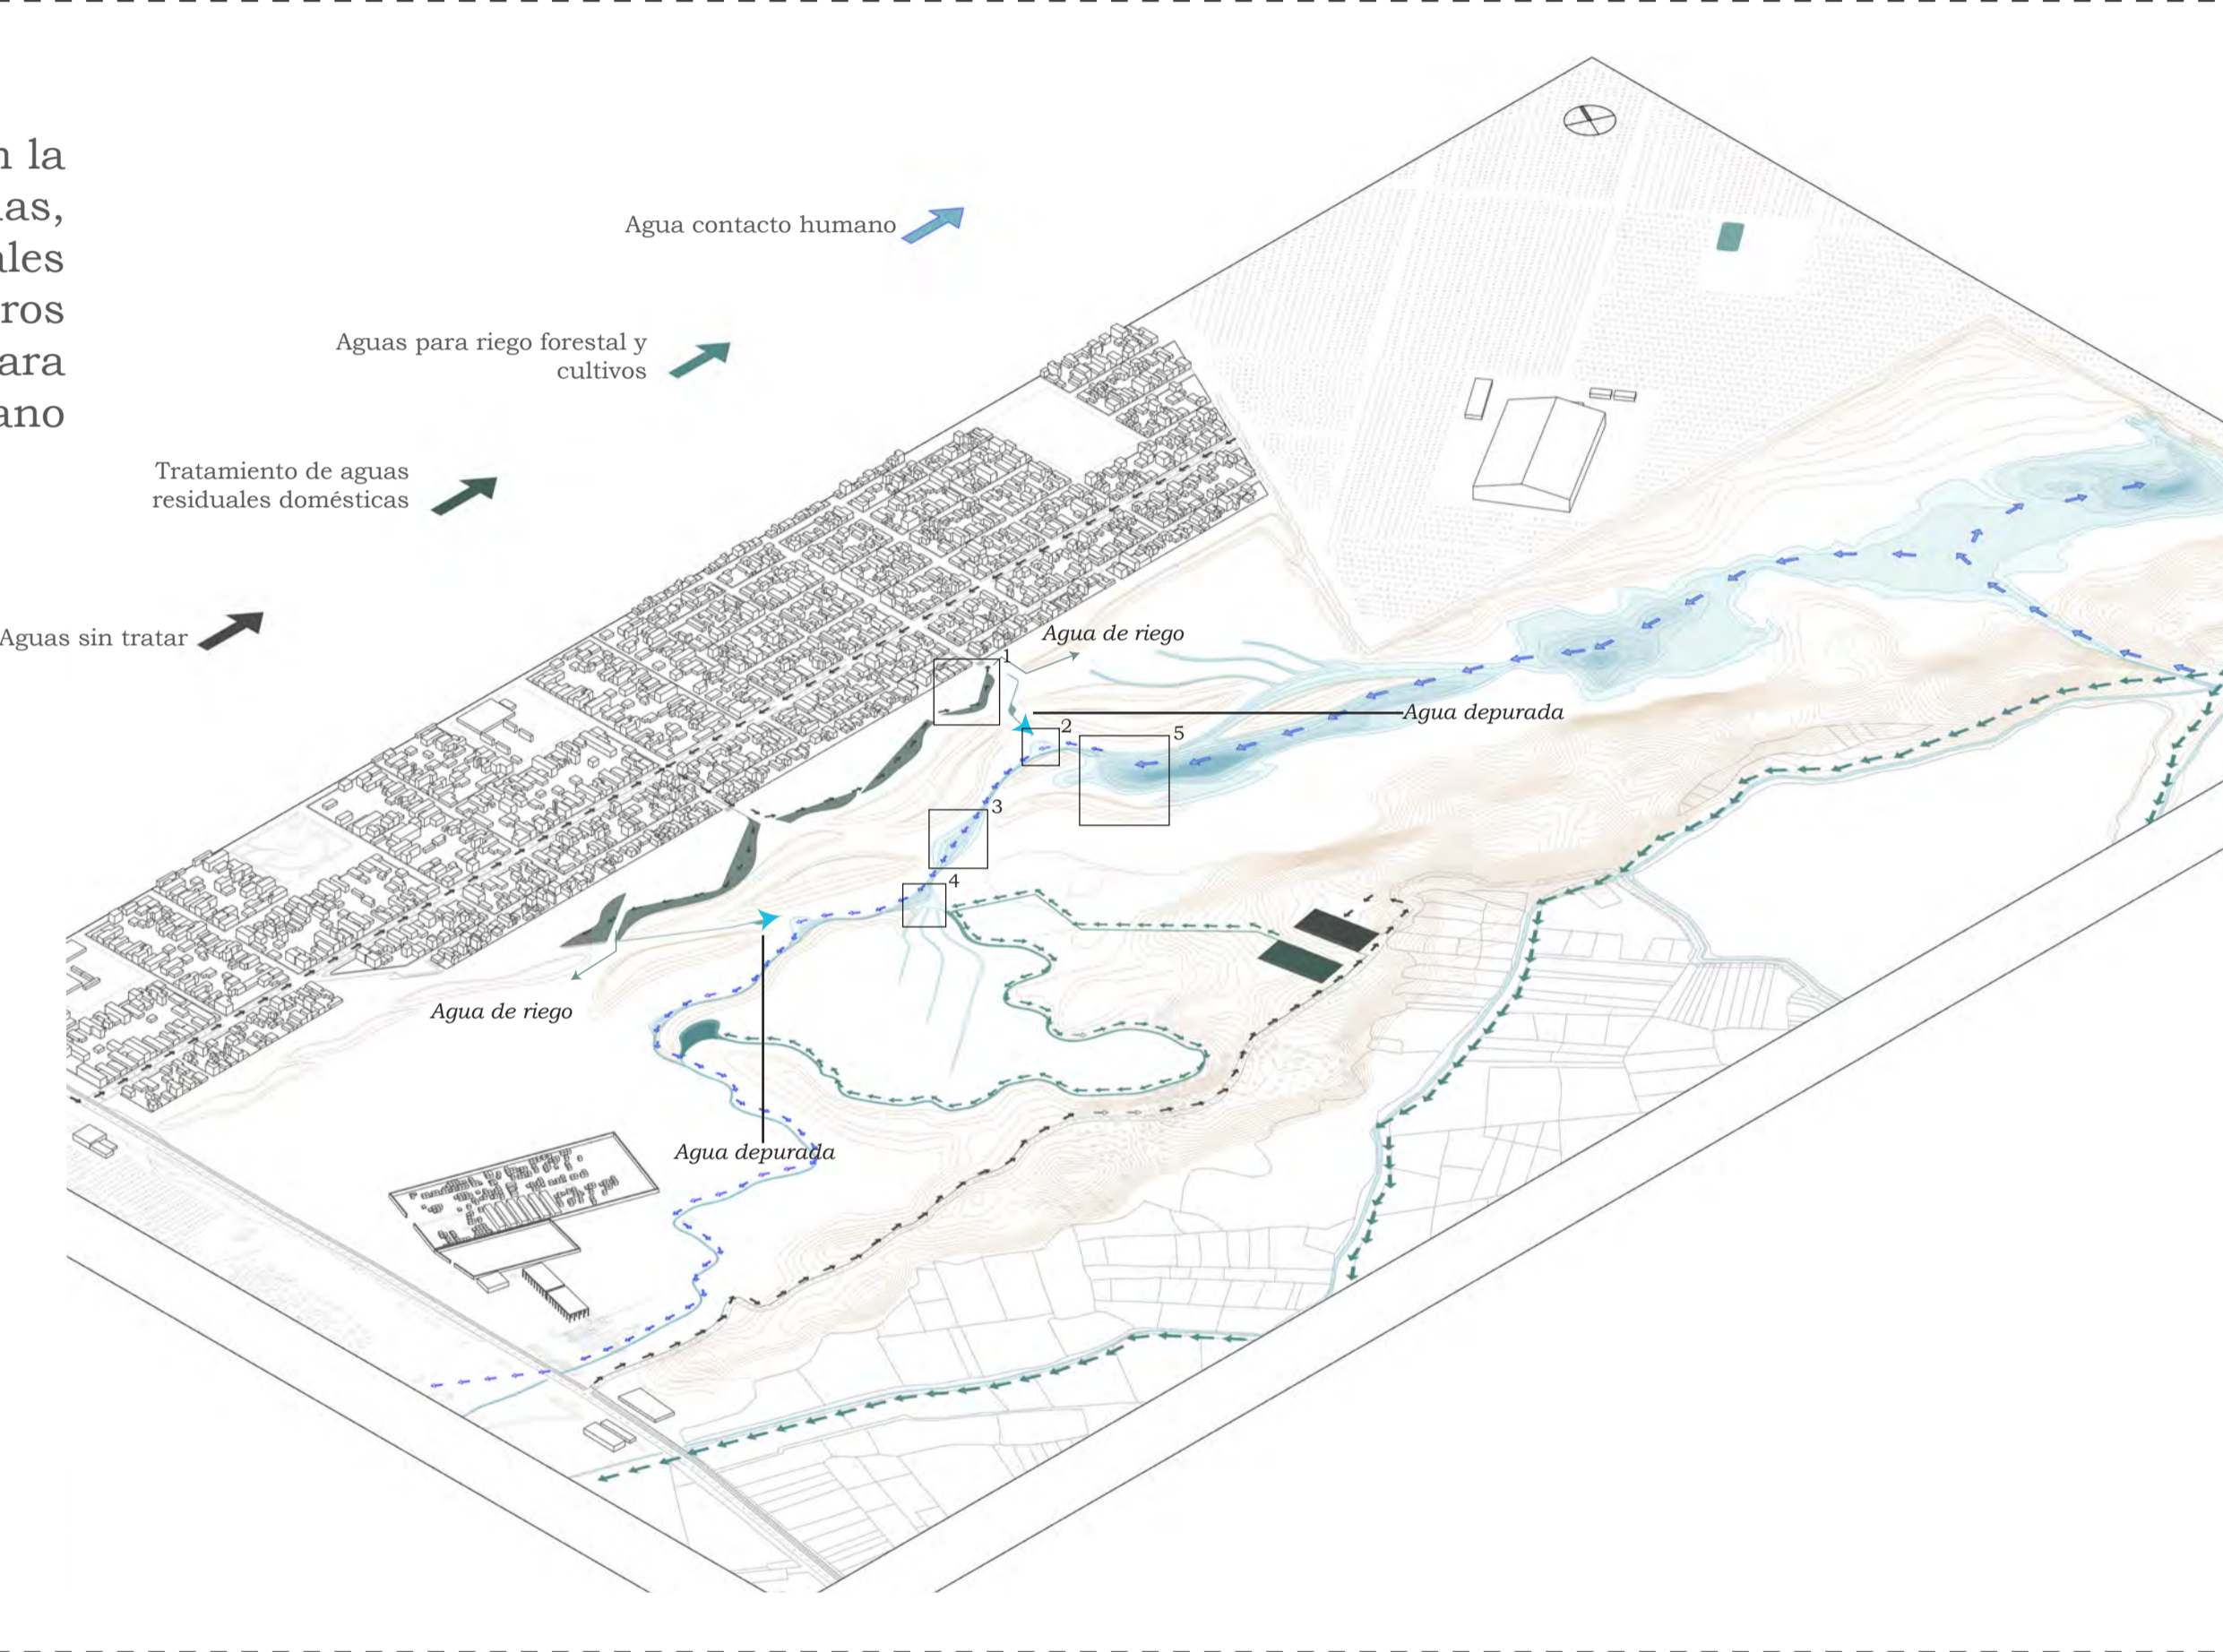 n la
as,
ales
ros
ara
ano
Agua contacto humano
Aguas para riego forestal y
cultivos
Tratamiento de aguas
residuales domésticas
Aguas sin tratar
Agua de riego
1
Agua depurada
2
5
3
4
Agua de riego
Agua depurada